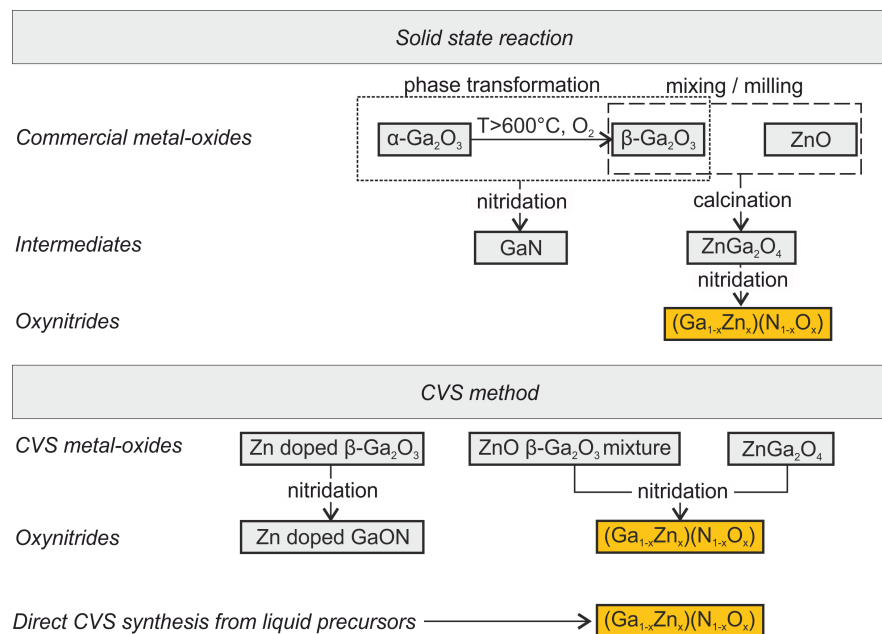 Solid state reaction
phase transformation
mixing / milling
Commercial metal-oxides
α-Ga₂O₃
T>600°C, O₂
β-Ga₂O₃
ZnO
nitridation
calcination
Intermediates
GaN
ZnGa₂O₄
nitridation
Oxynitrides
(Ga₁₋ₓZnₓ)(N₁₋ₓOₓ)
CVS method
CVS metal-oxides
Zn doped β-Ga₂O₃
ZnO β-Ga₂O₃ mixture
ZnGa₂O₄
nitridation
nitridation
Oxynitrides
Zn doped GaON
(Ga₁₋ₓZnₓ)(N₁₋ₓOₓ)
Direct CVS synthesis from liquid precursors
(Ga₁₋ₓZnₓ)(N₁₋ₓOₓ)